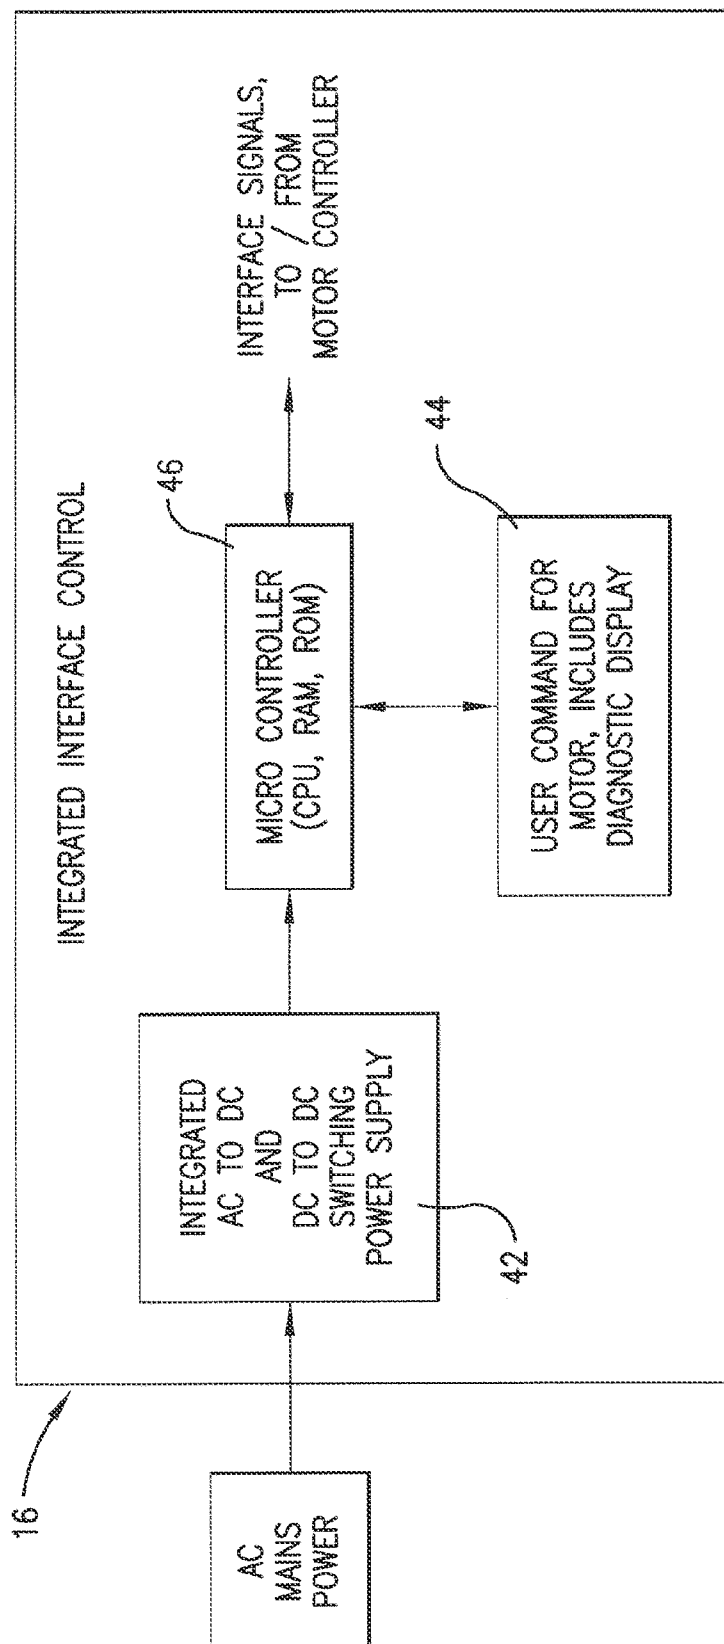 INTEGRATED INTERFACE CONTROL
16
AC
MAINS
POWER
INTEGRATED
AC TO DC
AND
DC TO DC
SWITCHING
POWER SUPPLY
42
46
MICRO CONTROLLER
(CPU, RAM, ROM)
INTERFACE SIGNALS,
TO / FROM
MOTOR CONTROLLER
44
USER COMMAND FOR
MOTOR, INCLUDES
DIAGNOSTIC DISPLAY